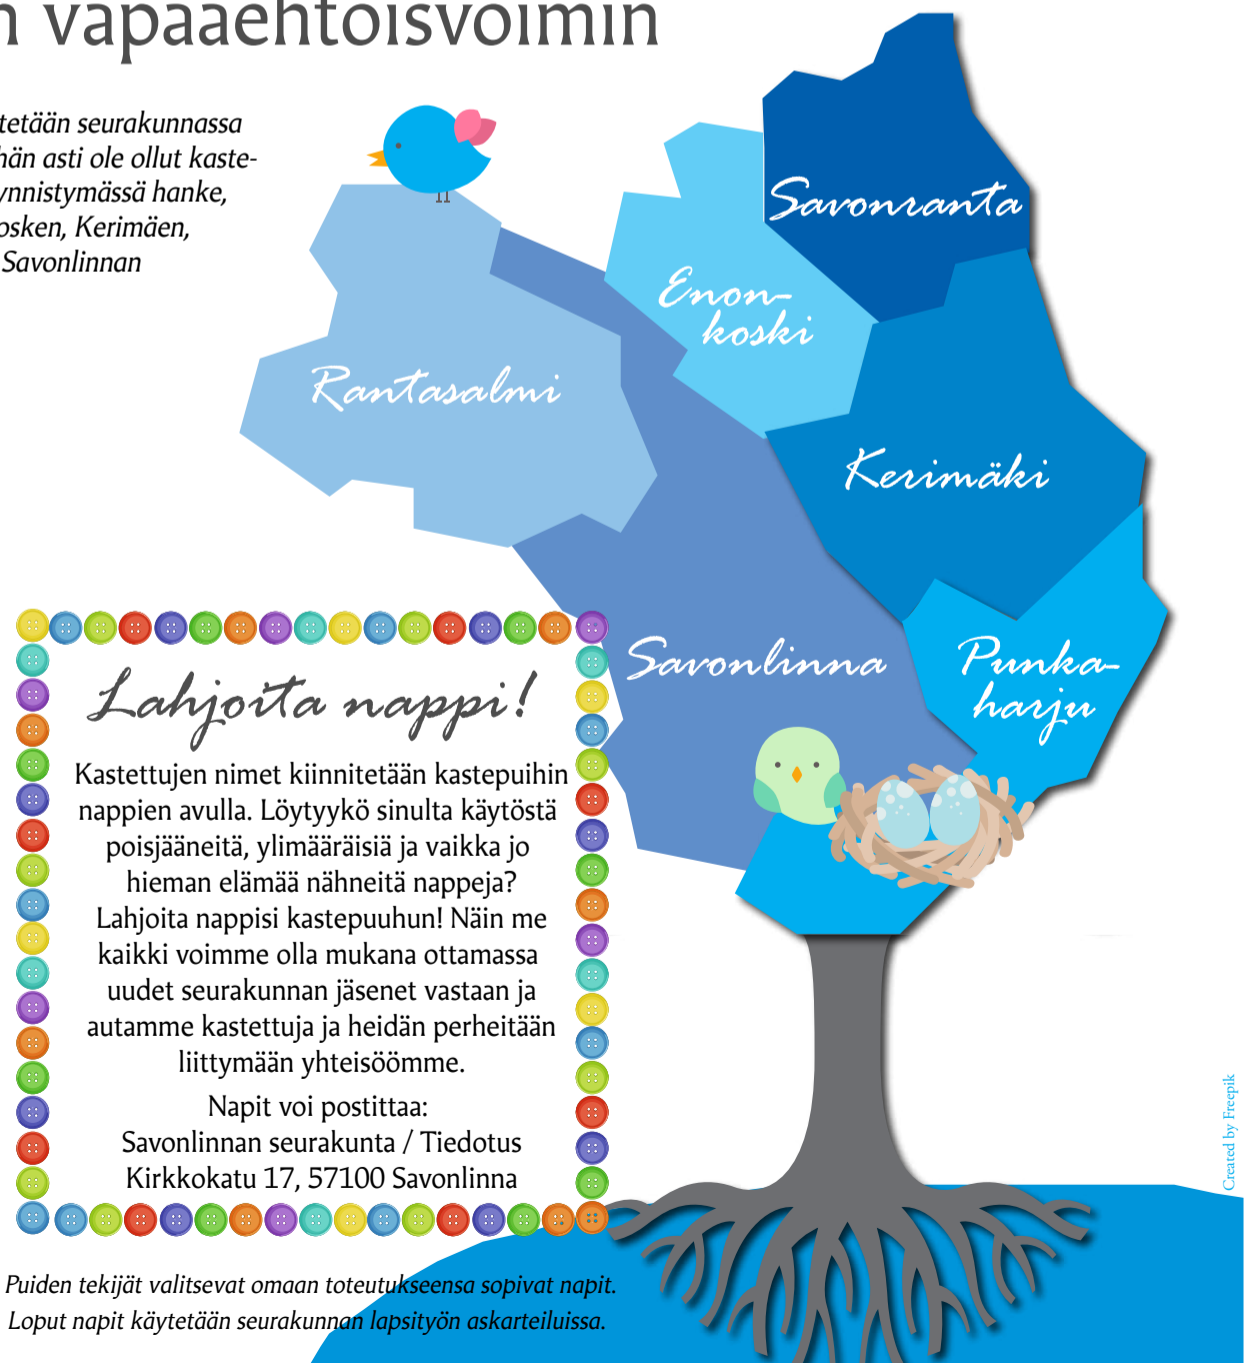 n vapaaehtoisvoimin
tetään seurakunnassa
hän asti ole ollut kaste-
ynnistymässä hanke,
osken, Kerimäen,
Savonlinnan
Savonranta
Enon-
koski
Rantasalmi
Kerimäki
Savonlinna
Punka-
harju
Lahjoita nappi!
Kastettujen nimet kiinnitetään kastepuihin
nappien avulla. Löytyykö sinulta käytöstä
poisjääneitä, ylimääräisiä ja vaikka jo
hieman elämää nähneitä nappeja?
Lahjoita nappisi kastepuuhun! Näin me
kaikki voimme olla mukana ottamassa
uudet seurakunnan jäsenet vastaan ja
autamme kastettuja ja heidän perheitään
liittymään yhteisöömme.
Napit voi postittaa:
Savonlinnan seurakunta / Tiedotus
Kirkkokatu 17, 57100 Savonlinna
Puiden tekijät valitsevat omaan toteutukseensa sopivat napit.
Loput napit käytetään seurakunnan lapsityön askarteiluissa.
Created by Freepik